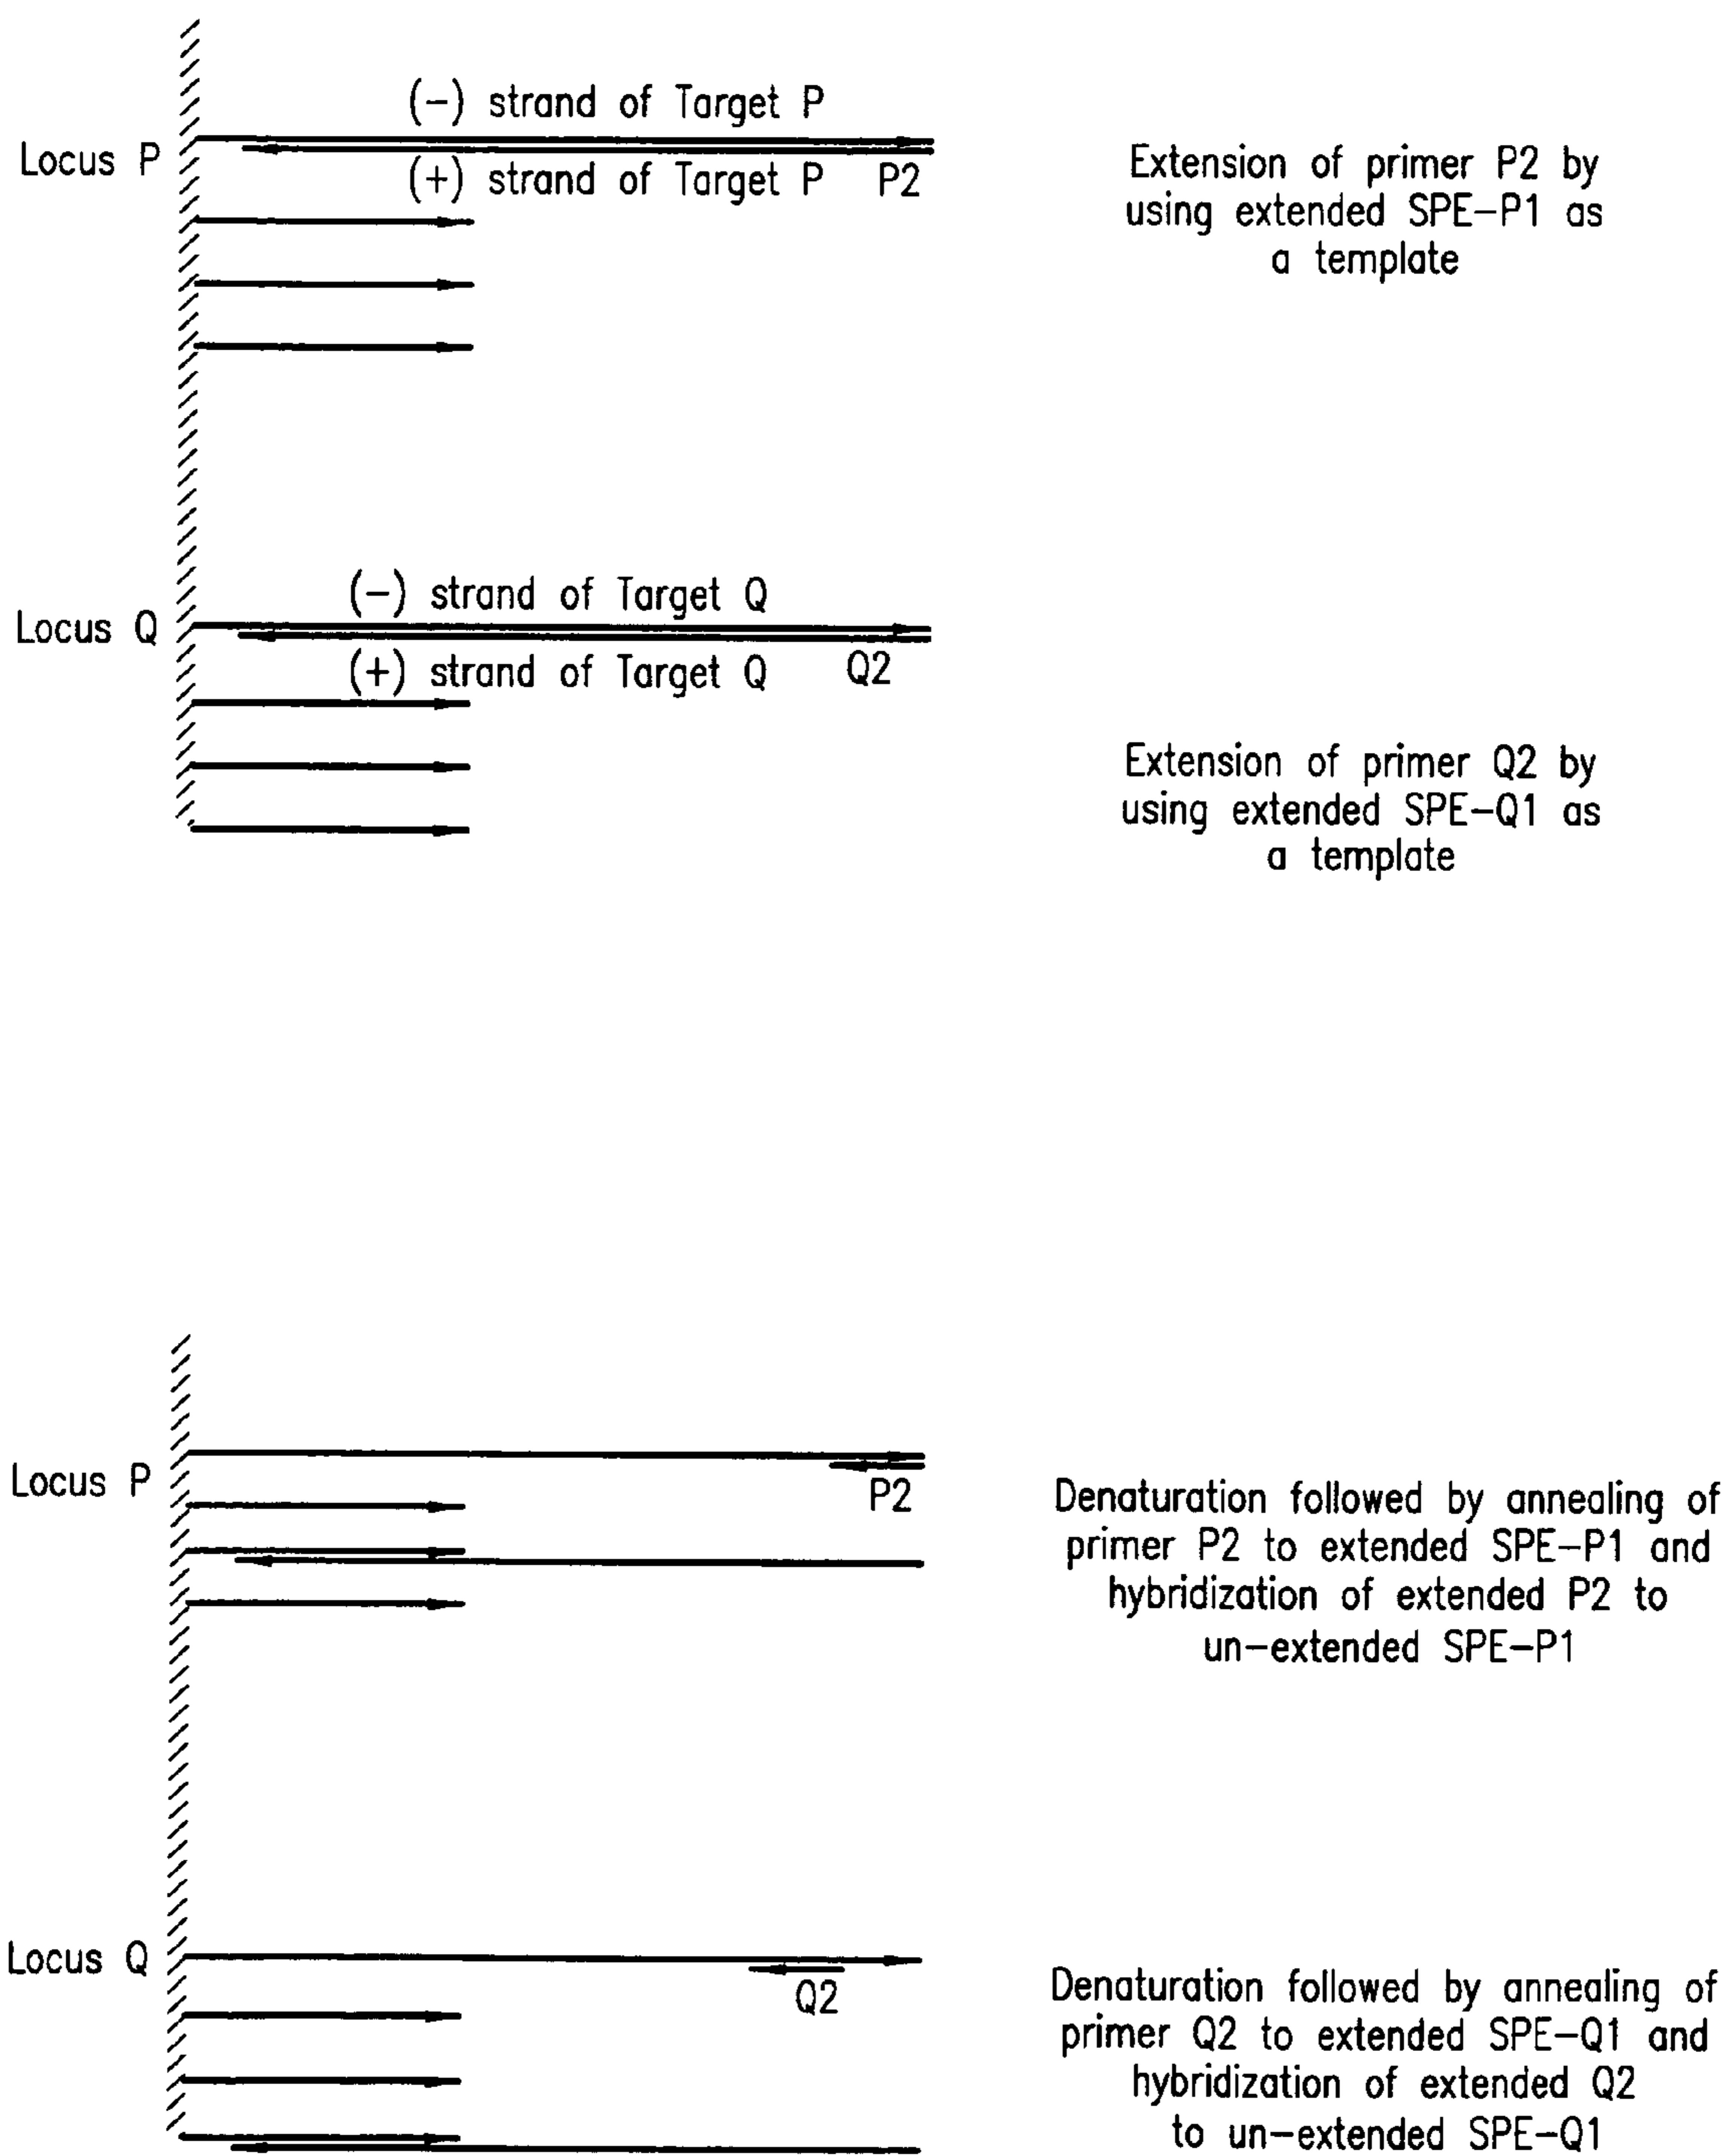 (-) strand of Target P
Locus P
(+) strand of Target P P2
Extension of primer P2 by
using extended SPE-P1 as
a template
(-) strand of Target Q
Locus Q
(+) strand of Target Q Q2
Extension of primer Q2 by
using extended SPE-Q1 as
a template
Locus P
P2
Denaturation followed by annealing of
primer P2 to extended SPE-P1 and
hybridization of extended P2 to
un-extended SPE-P1
Locus Q
Q2
Denaturation followed by annealing of
primer Q2 to extended SPE-Q1 and
hybridization of extended Q2
to un-extended SPE-Q1